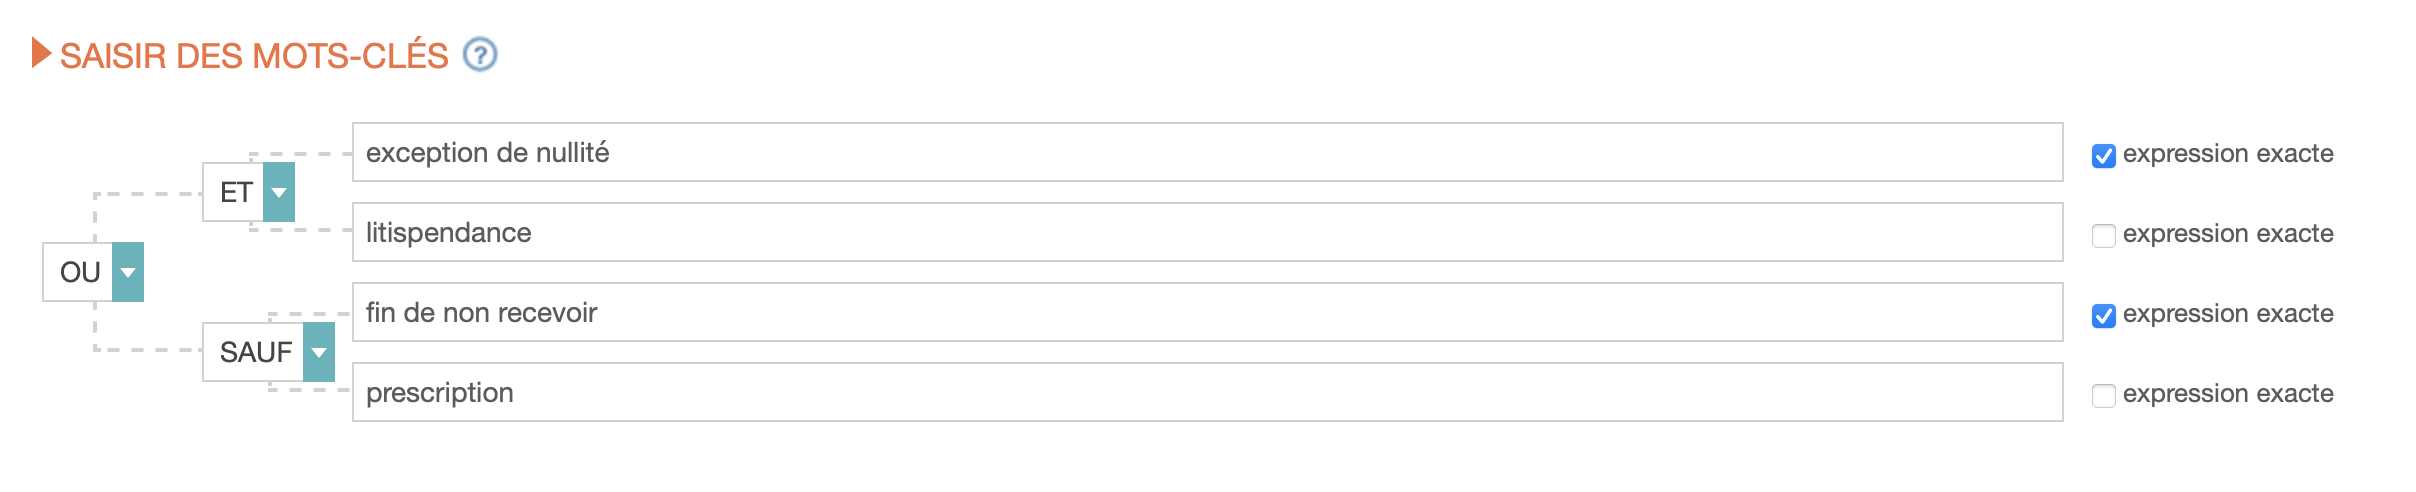 SAISIR DES MOTS-CLÉS ?
exception de nullité
expression exacte
ET
litispendance
expression exacte
OU
fin de non recevoir
expression exacte
SAUF
prescription
expression exacte